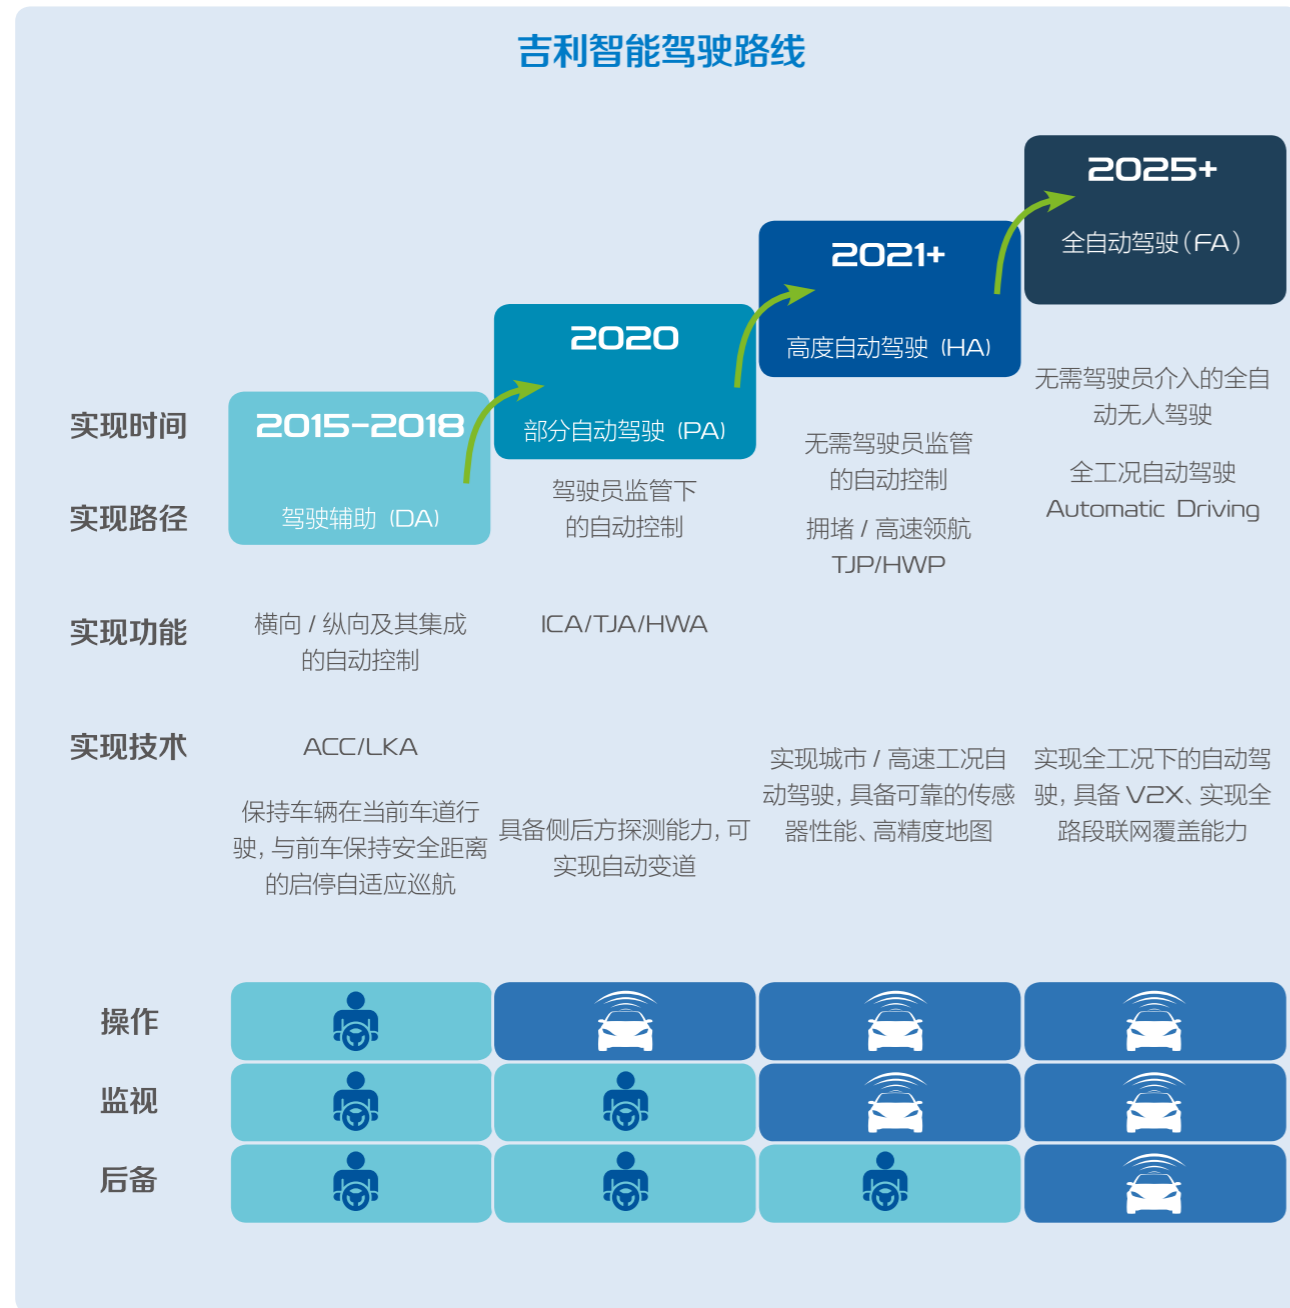 吉利智能驾驶路线
2025+
全自动驾驶（FA）
2021+
高度自动驾驶 (HA)
2020
部分自动驾驶 (PA)
2015-2018
驾驶辅助 (DA)
实现时间
实现路径
实现功能
实现技术
横向 / 纵向及其集成
的自动控制
ACC/LKA
保持车辆在当前车道行
驶, 与前车保持安全距离
的启停自适应巡航
驾驶员监管下
的自动控制
ICA/TJA/HWA
具备侧后方探测能力, 可
实现自动变道
无需驾驶员监管
的自动控制
拥堵 / 高速领航
TJP/HWP
实现城市 / 高速工况自
动驾驶, 具备可靠的传感
器性能、高精度地图
无需驾驶员介入的全自
动无人驾驶
全工况自动驾驶
Automatic Driving
实现全工况下的自动驾
驶, 具备 V2X、实现全
路段联网覆盖能力
操作
监视
后备